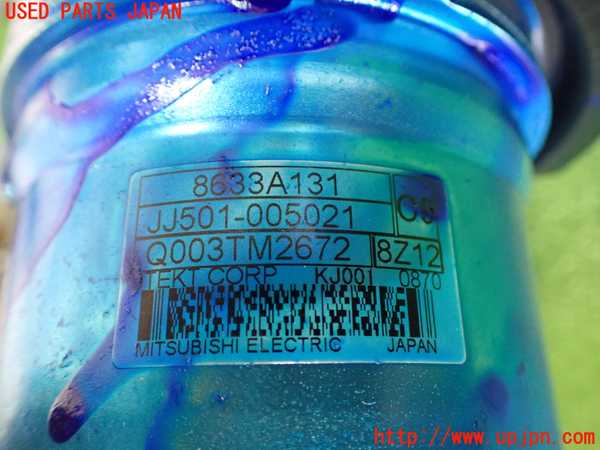 USED PARTS JAPAN
8633A131
JJ501-005021
C9
Q003TM2672
8Z12
JTEKT CORP KJ001 0870
MITSUBISHI ELECTRIC JAPAN
http://www.upjpn.com/